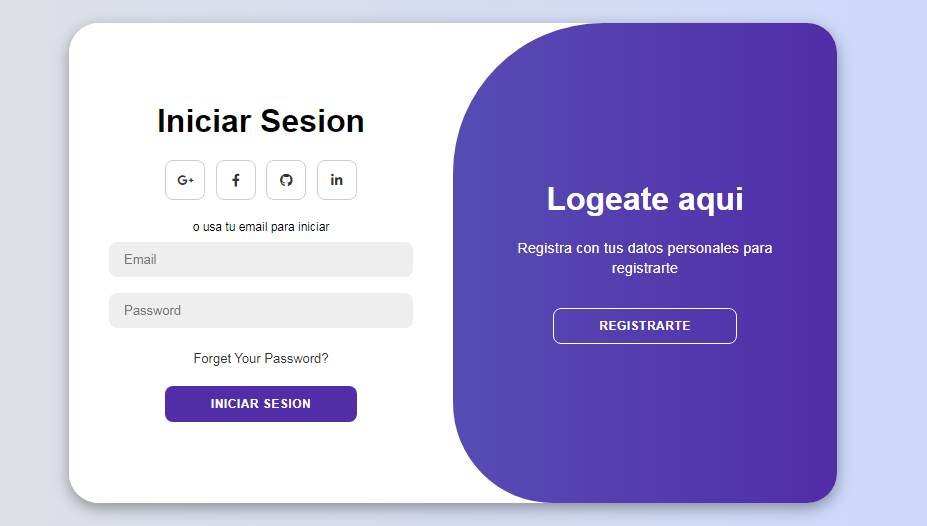 Iniciar Sesion
G+
f
in
o usa tu email para iniciar
Email
Password
Forget Your Password?
INICIAR SESION
Logeate aqui
Registra con tus datos personales para
registrarte
REGISTRARTE